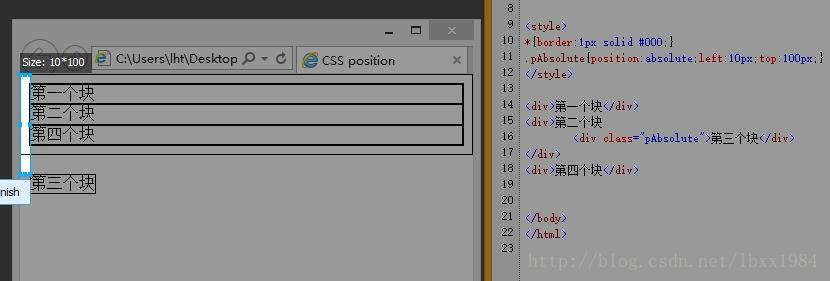 Size: 10*100
C:\Users\lht\Desktop
CSS position
第一个块
第二个块
第四个块
nish
第三个块
8
9 <style>
10 *{border:1px solid #000;}
11 .pAbsolute{position:absolute;left:10px;top:100px;}
12 </style>
13
14 <div>第一个块</div>
15 <div>第二个块
16 <div class="pAbsolute">第三个块</div>
17 </div>
18 <div>第四个块</div>
19
20
21 </body>
22 </html>
23
http://blog.csdn.net/lbxx1984